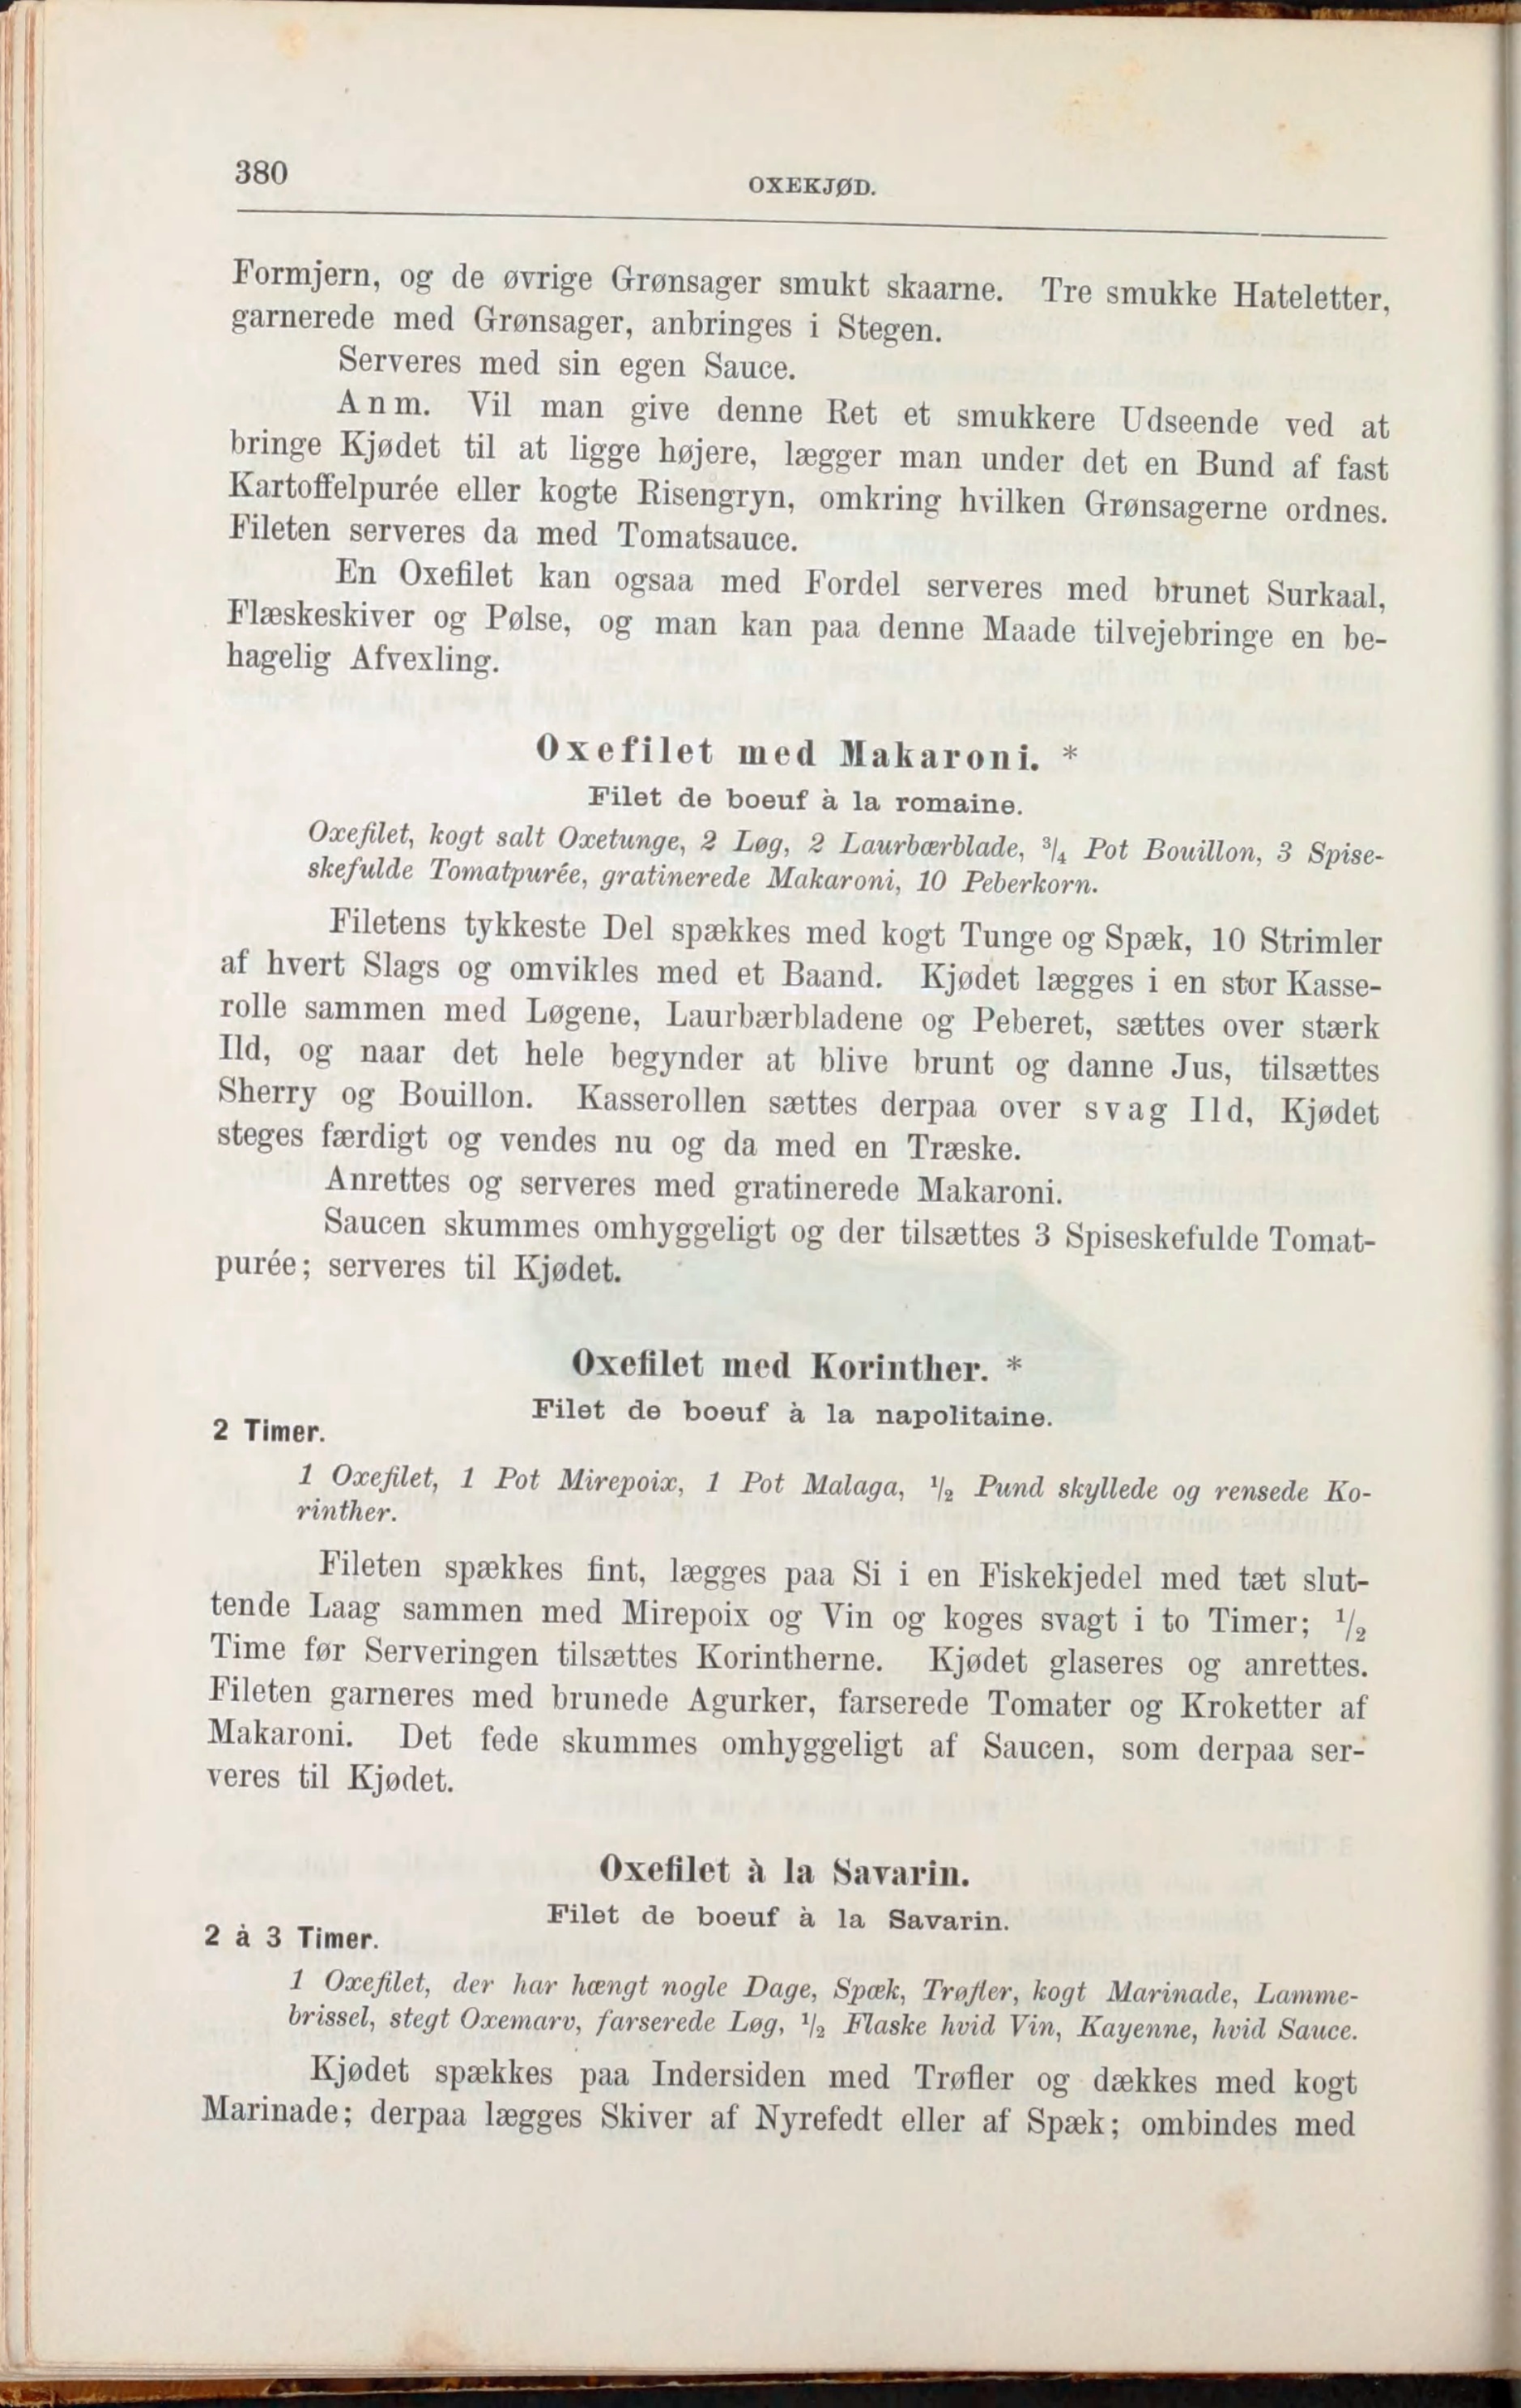 380
OXEKJØD.
Formjern, og de øvrige Grønsager smukt skaarne. Tre smukke Hateletter,
garnerede med Grønsager, anbringes i Stegen.
Serveres med sin egen Sauce.
Anm. Vil man give denne Ret et smukkere Udseende ved at
bringe Kjødet til at ligge højere, lægger man under det en Bund af fast
Kartoffelpurée eller kogte Risengryn, omkring hvilken Grønsagerne ordnes.
Fileten serveres da med Tomatsauce.
En Oxefilet kan ogsaa med Fordel serveres med brunet Surkaal,
Flæskeskiver og Pølse, og man kan paa denne Maade tilvejebringe en be-
hagelig Afvexling.
Oxefilet med Makaroni. *
Filet de boeuf à la romaine.
Oxefilet, kogt salt Oxetunge, 2 Løg, 2 Laurbærblade, ³/₄ Pot Bouillon, 3 Spise-
skefulde Tomatpurée, gratinerede Makaroni, 10 Peberkorn.
Filetens tykkeste Del spækkes med kogt Tunge og Spæk, 10 Strimler
af hvert Slags og omvikles med et Baand. Kjødet lægges i en stor Kasse-
rolle sammen med Løgene, Laurbærbladene og Peberet, sættes over stærk
Ild, og naar det hele begynder at blive brunt og danne Jus, tilsættes
Sherry og Bouillon. Kasserollen sættes derpaa over svag Ild, Kjødet
steges færdigt og vendes nu og da med en Træske.
Anrettes og serveres med gratinerede Makaroni.
Saucen skummes omhyggeligt og der tilsættes 3 Spiseskefulde Tomat-
purée; serveres til Kjødet.
Oxefilet med Korinther. *
Filet de boeuf à la napolitaine.
2 Timer.
1 Oxefilet, 1 Pot Mirepoix, 1 Pot Malaga, ¹/₂ Pund skyllede og rensede Ko-
rinther.
Fileten spækkes fint, lægges paa Si i en Fiskekjedel med tæt slut-
tende Laag sammen med Mirepoix og Vin og koges svagt i to Timer; ¹/₂
Time før Serveringen tilsættes Korintherne. Kjødet glaseres og anrettes.
Fileten garneres med brunede Agurker, farserede Tomater og Kroketter af
Makaroni. Det fede skummes omhyggeligt af Saucen, som derpaa ser-
veres til Kjødet.
Oxefilet à la Savarin.
Filet de boeuf à la Savarin.
2 à 3 Timer.
1 Oxefilet, der har hængt nogle Dage, Spæk, Trøfler, kogt Marinade, Lamme-
brissel, stegt Oxemarv, farserede Løg, ¹/₂ Flaske hvid Vin, Kayenne, hvid Sauce.
Kjødet spækkes paa Indersiden med Trøfler og dækkes med kogt
Marinade; derpaa lægges Skiver af Nyrefedt eller af Spæk; ombindes med